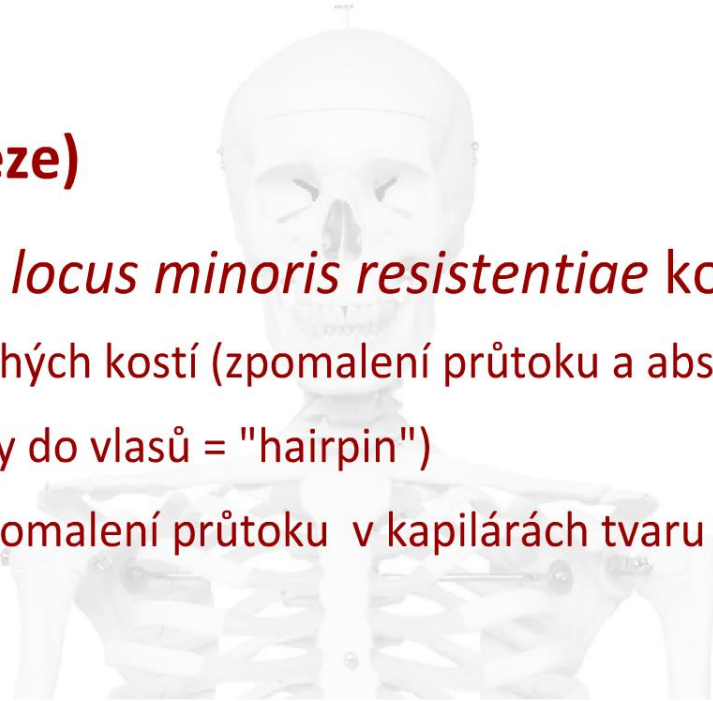 eze)
locus minoris resistentiae ko
hých kostí (zpomalení průtoku a abs
y do vlasů = "hairpin")
omalení průtoku v kapilárách tvaru